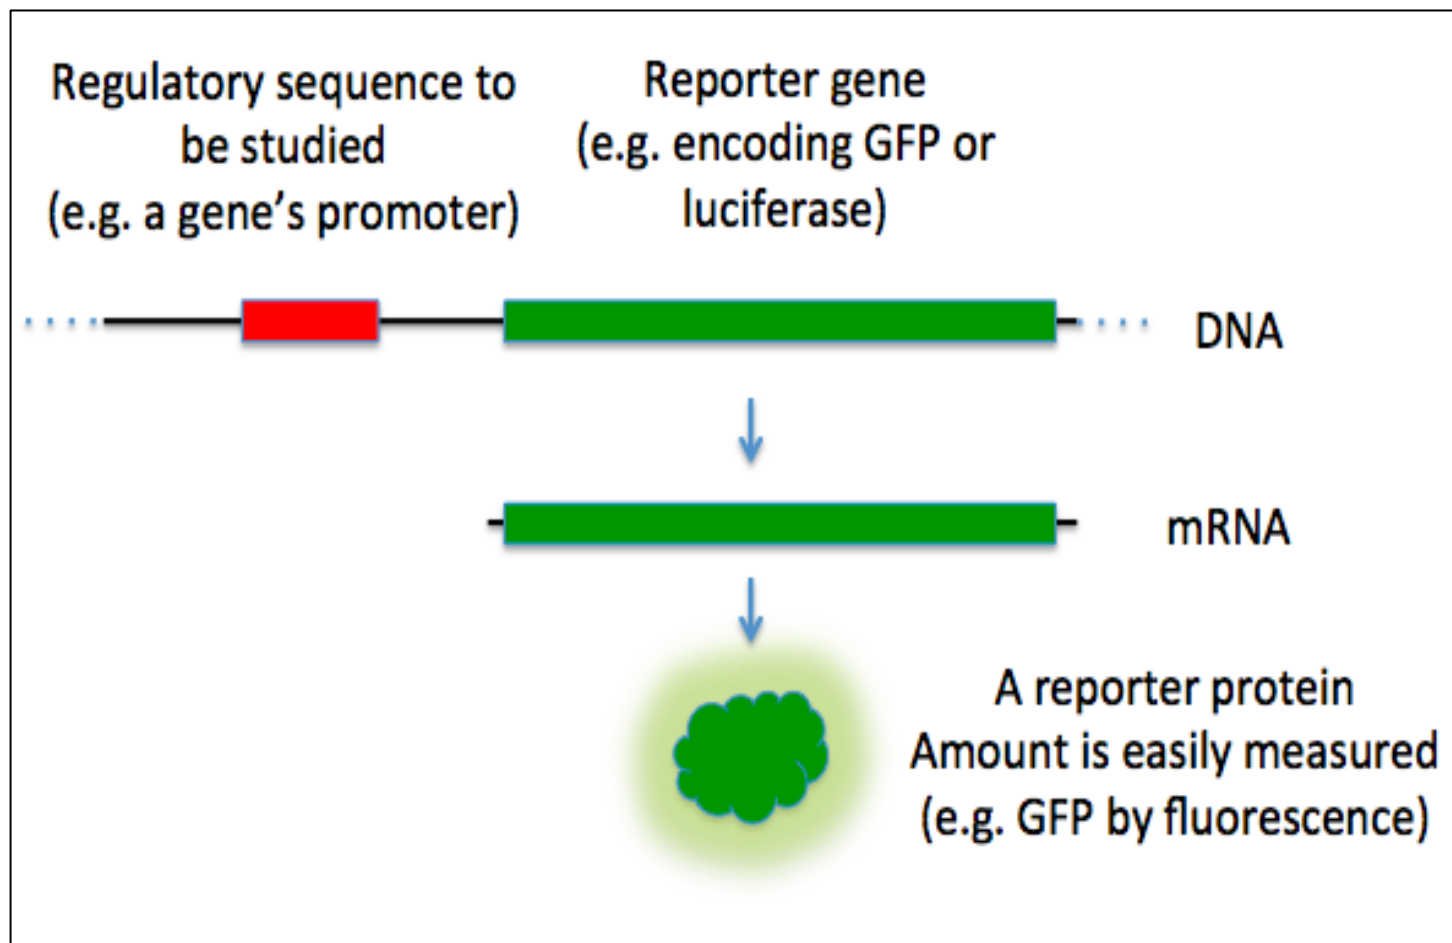 Regulatory sequence to
be studied
(e.g. a gene’s promoter)
Reporter gene
(e.g. encoding GFP or
luciferase)
DNA
mRNA
A reporter protein
Amount is easily measured
(e.g. GFP by fluorescence)